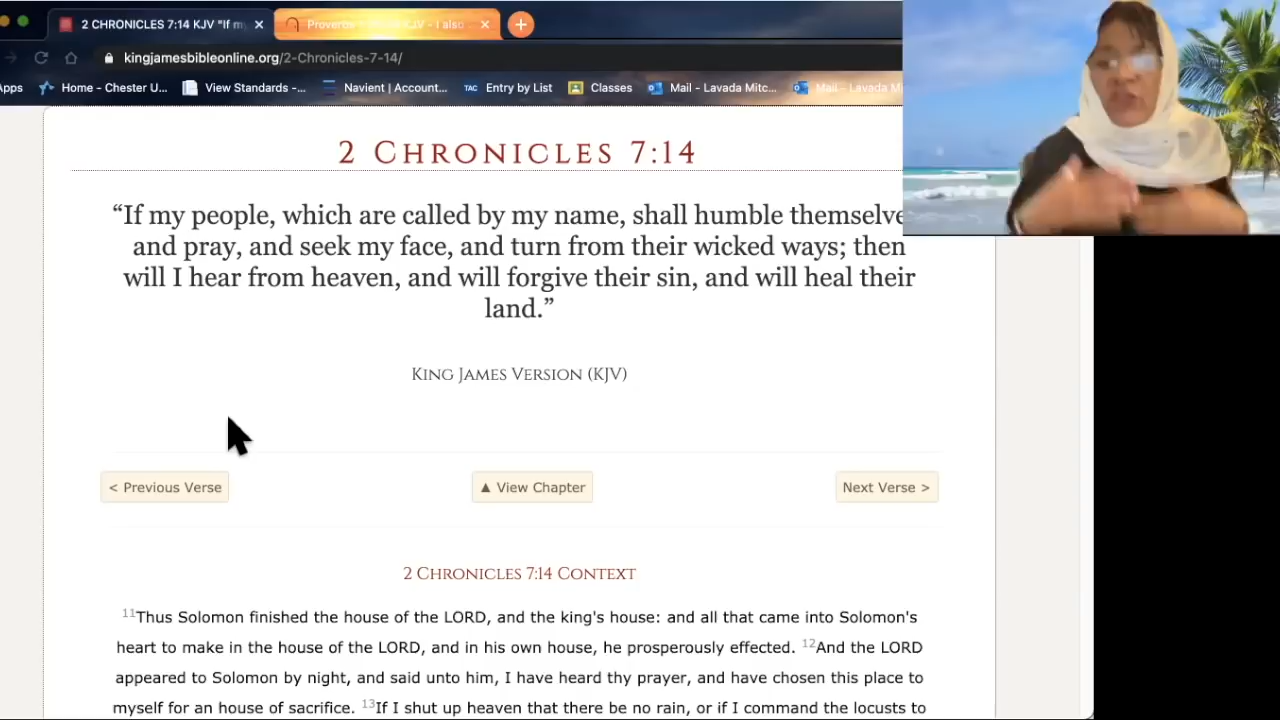 2 CHRONICLES 7:14 KJV "If my
Proverbs KJV - I also
kingjamesbibleonline.org/2-Chronicles-7-14/
Apps Home - Chester U... View Standards -... Navient | Account... TAC Entry by List Classes Mail - Lavada Mitc... Mail - Lavada M
2 Chronicles 7:14
“If my people, which are called by my name, shall humble themselve
and pray, and seek my face, and turn from their wicked ways; then
will I hear from heaven, and will forgive their sin, and will heal their
land.”
King James Version (KJV)
< Previous Verse ▲ View Chapter Next Verse >
2 Chronicles 7:14 Context
11Thus Solomon finished the house of the LORD, and the king's house: and all that came into Solomon's
heart to make in the house of the LORD, and in his own house, he prosperously effected. 12And the LORD
appeared to Solomon by night, and said unto him, I have heard thy prayer, and have chosen this place to
myself for an house of sacrifice. 13If I shut up heaven that there be no rain, or if I command the locusts to